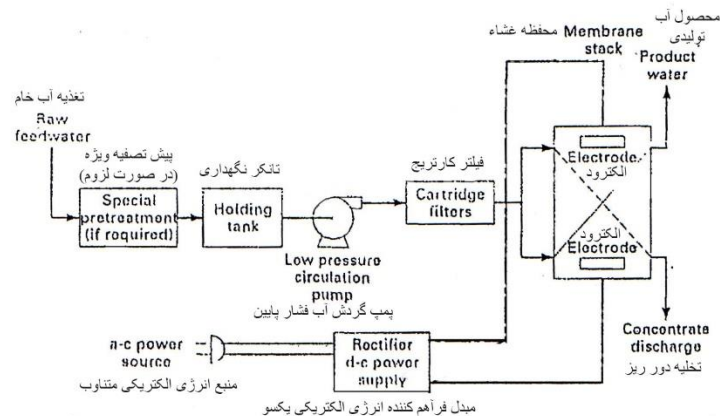 محصول آب
تولیدی
Product
water
محفظه غشاء
Membrane
stack
تغذیه آب خام
Raw
feedwater
پیش تصفیه ویژه
(در صورت لزوم)
Special
pretreatment
(if required)
تانکر نگهداری
Holding
tank
Low pressure
circulation
pump
پمپ گردش آب فشار پایین
فیلتر کارتریج
Cartridge
filters
Electrode
الکترود
الکترود
Electrode
Concentrate
discharge
تخلیه دور ریز
a-c power
source
منبع انرژی الکتریکی متناوب
Rectifier
d-c power
supply
مبدل فرآهم کننده انرژی الکتریکی یکسو